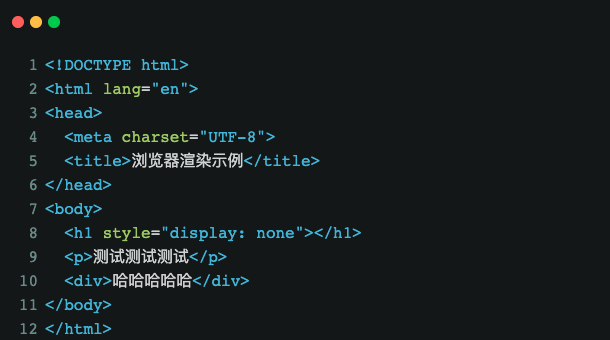 1 <!DOCTYPE html>
2 <html lang="en">
3 <head>
4   <meta charset="UTF-8">
5   <title>浏览器渲染示例</title>
6 </head>
7 <body>
8   <h1 style="display: none"></h1>
9   <p>测试测试测试</p>
10   <div>哈哈哈哈哈</div>
11 </body>
12 </html>